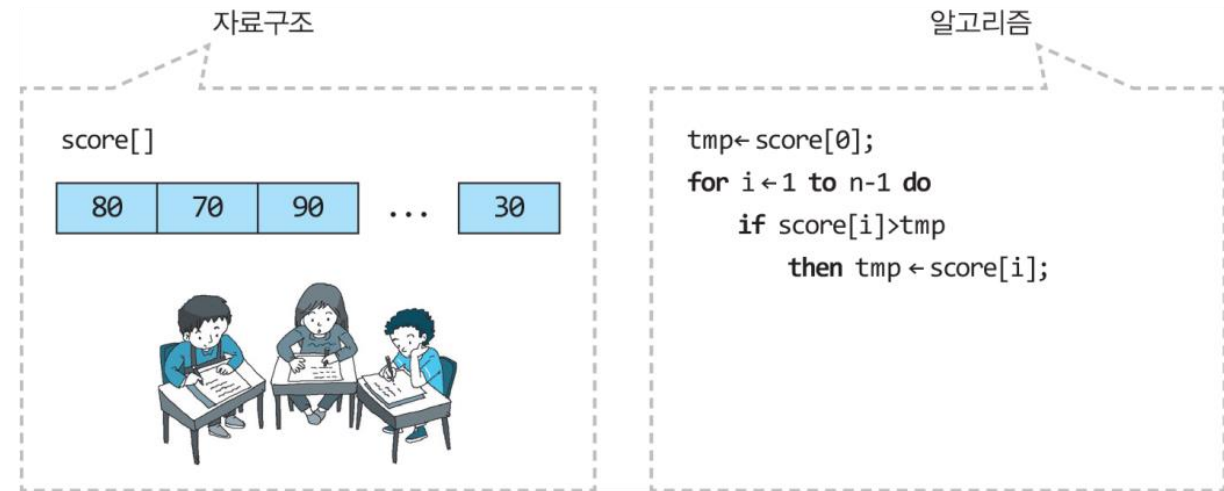 자료구조
알고리즘
score[]
80 70 90 ... 30
tmp←score[0];
for i←1 to n-1 do
if score[i]>tmp
then tmp←score[i];